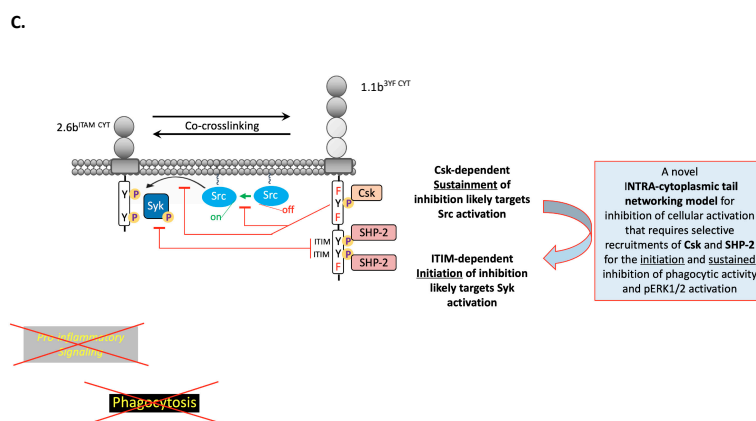 C.
1.1b3YF CYT
2.6bITAM CYT
Co-crosslinking
Y P
Y P
Syk
P
Src
on
Src
off
F
Y P
F
Csk
SHP-2
ITIM Y P
ITIM Y P
F
SHP-2
Csk-dependent
Sustainment of
inhibition likely targets
Src activation
ITIM-dependent
Initiation of inhibition
likely targets Syk
activation
A novel
INTRA-cytoplasmic tail
networking model for
inhibition of cellular activation
that requires selective
recruitments of Csk and SHP-2
for the initiation and sustained
inhibition of phagocytic activity
and pERK1/2 activation
Pro-inflammatory
Signaling
Phagocytosis